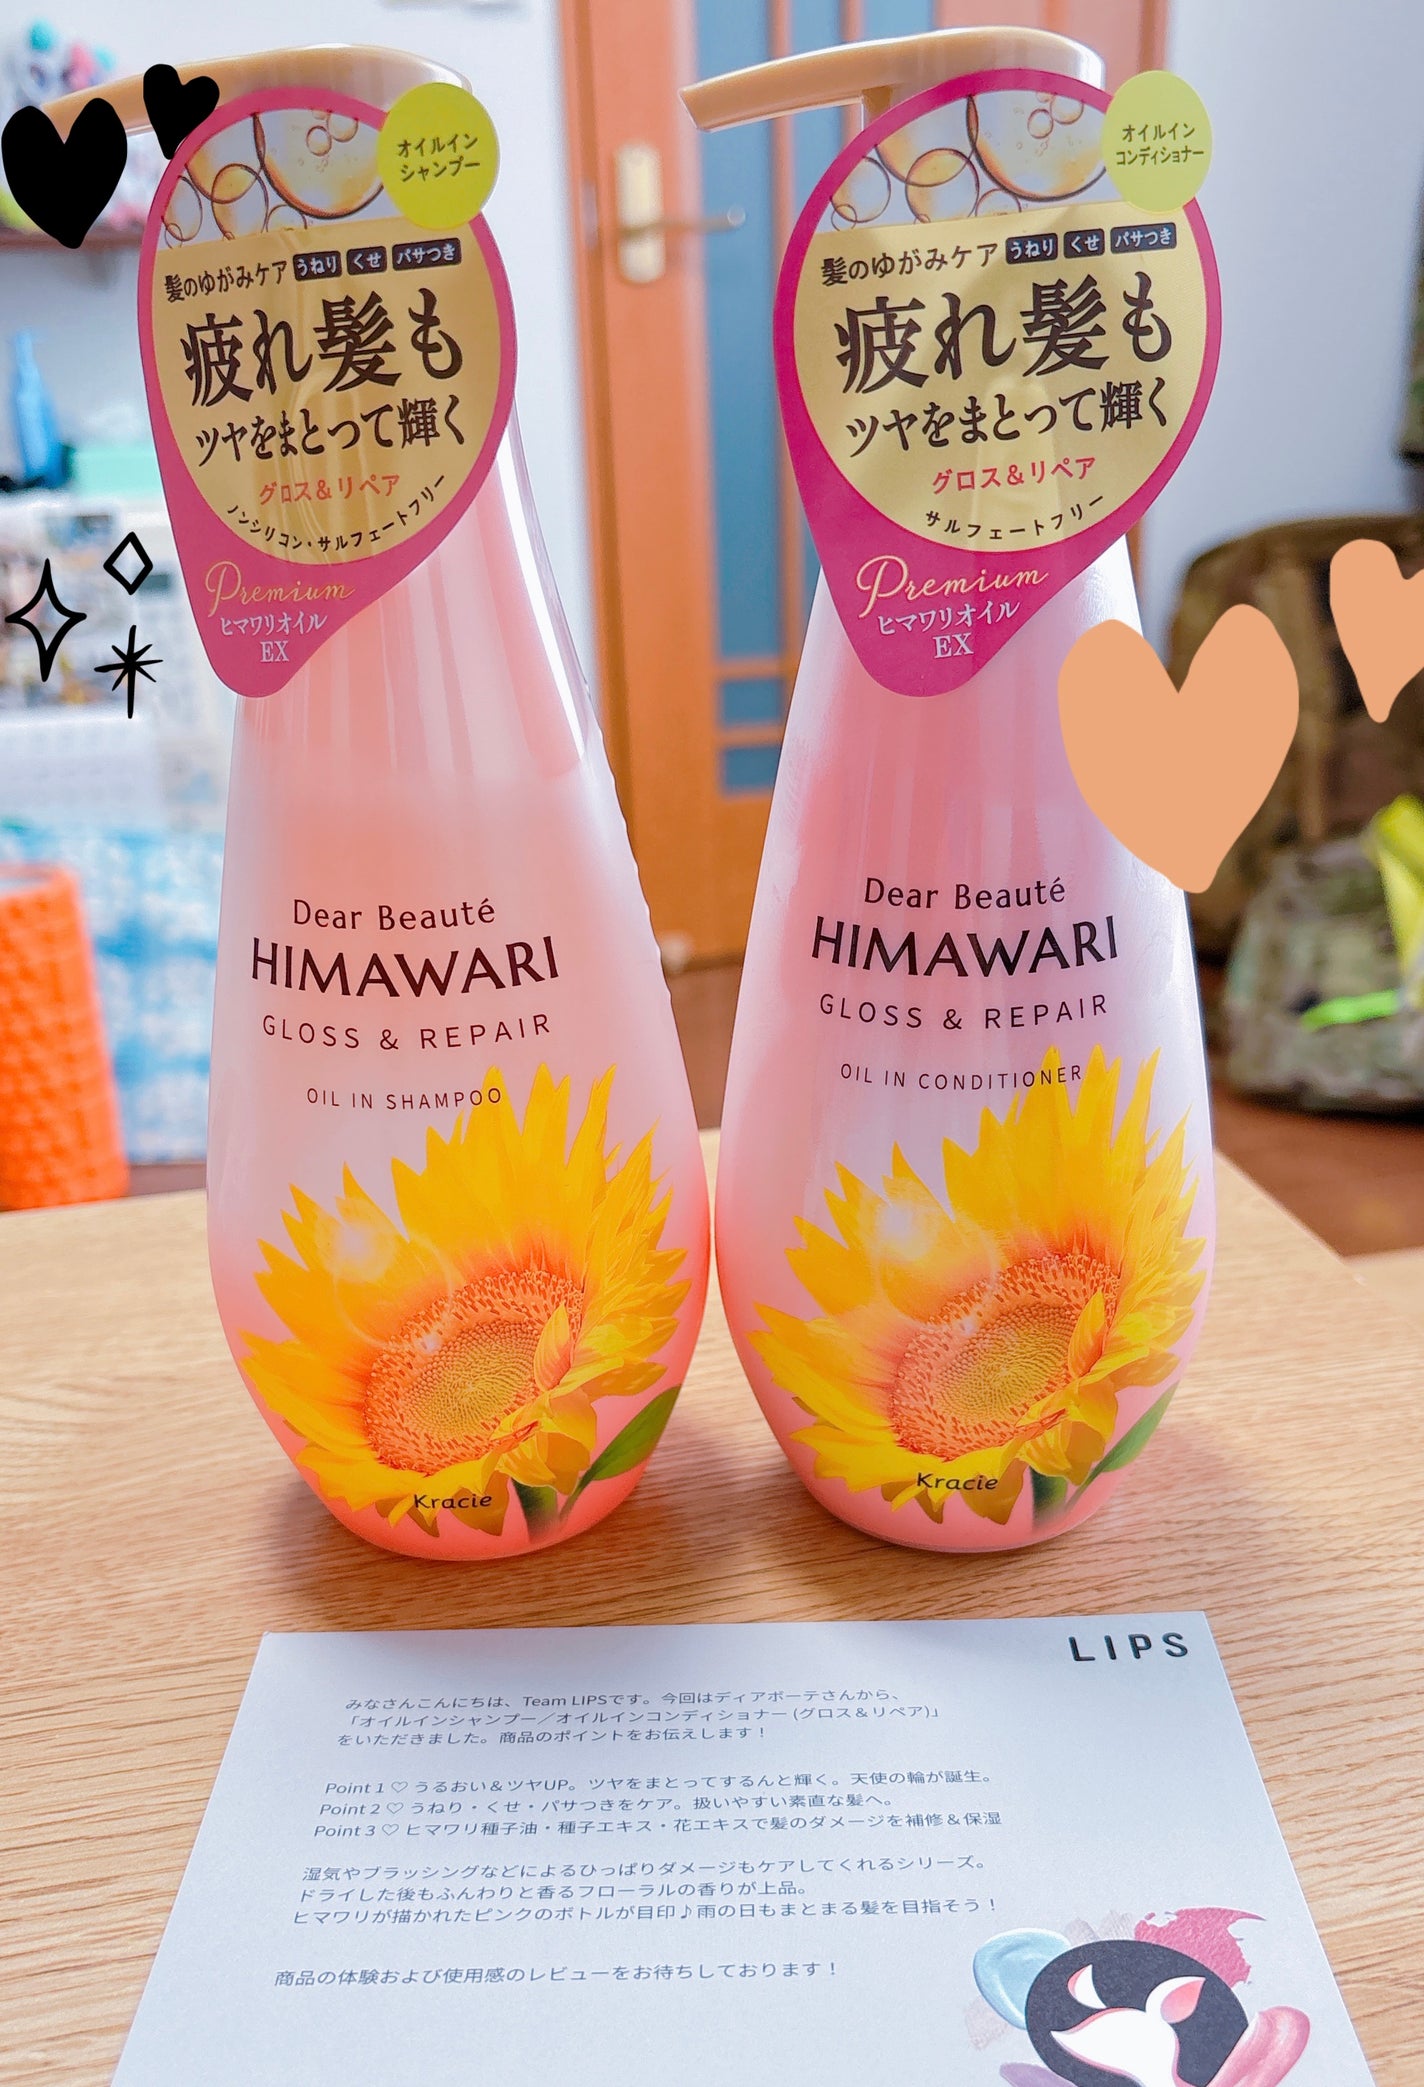 オイルイン
シャンプー
髪のゆがみケア うねり くせ パサつき
疲れ髪も
ツヤをまとって輝く
グロス&リペア
ノンシリコン・サルフェートフリー
Premium
ヒマワリオイル
EX
Dear Beauté
HIMAWARI
GLOSS & REPAIR
OIL IN SHAMPOO
Kracie
オイルイン
コンディショナー
髪のゆがみケア うねり くせ パサつき
疲れ髪も
ツヤをまとって輝く
グロス&リペア
サルフェートフリー
Premium
ヒマワリオイル
EX
Dear Beauté
HIMAWARI
GLOSS & REPAIR
OIL IN CONDITIONER
Kracie
LIPS
みなさんこんにちは、Team LIPSです。今回はディアボーテさんから、
「オイルインシャンプー／オイルインコンディショナー (グロス＆リペア)」
をいただきました。商品のポイントをお伝えします！
Point 1 ♡ うるおい＆ツヤUP。ツヤをまとってするんと輝く。天使の輪が誕生。
Point 2 ♡ うねり・くせ・パサつきをケア。扱いやすい素直な髪へ。
Point 3 ♡ ヒマワリ種子油・種子エキス・花エキスで髪のダメージを補修＆保湿
湿気やブラッシングなどによるひっぱりダメージもケアしてくれるシリーズ。
ドライした後もふんわりと香るフローラルの香りが上品。
ヒマワリが描かれたピンクのボトルが目印♪雨の日もまとまる髪を目指そう！
商品の体験および使用感のレビューをお待ちしております！